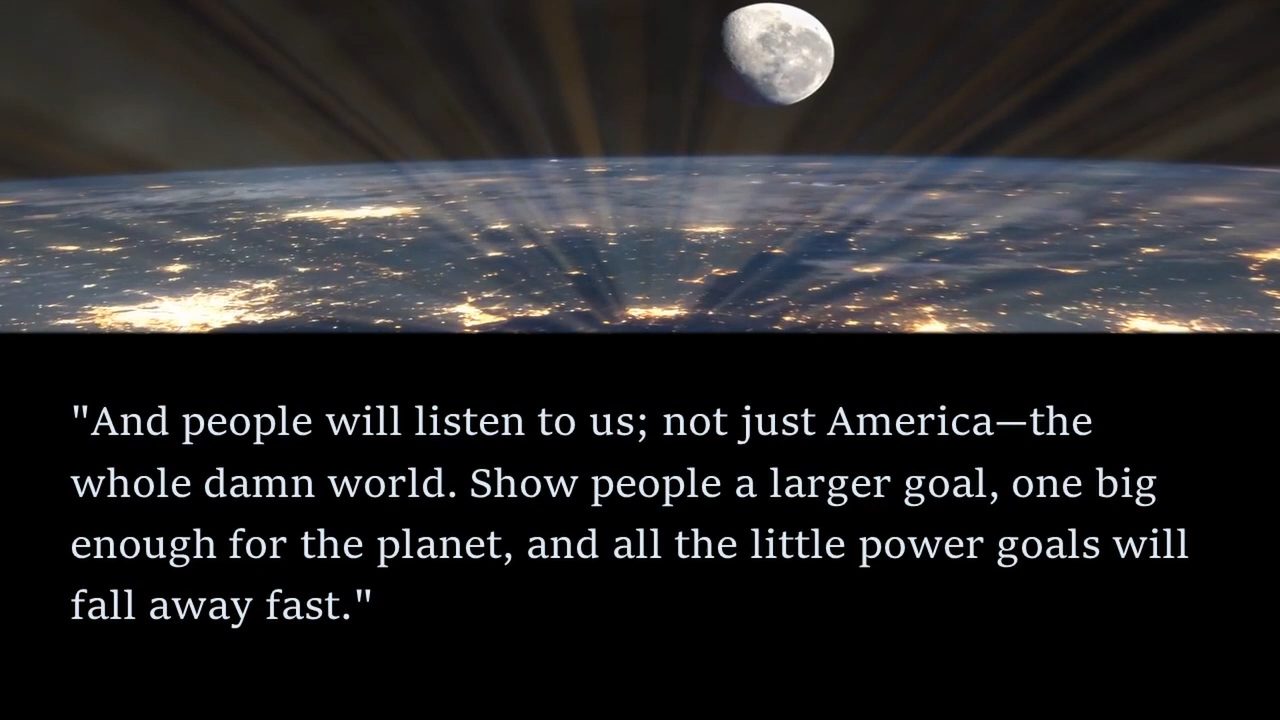 "And people will listen to us; not just America—the
whole damn world. Show people a larger goal, one big
enough for the planet, and all the little power goals will
fall away fast."